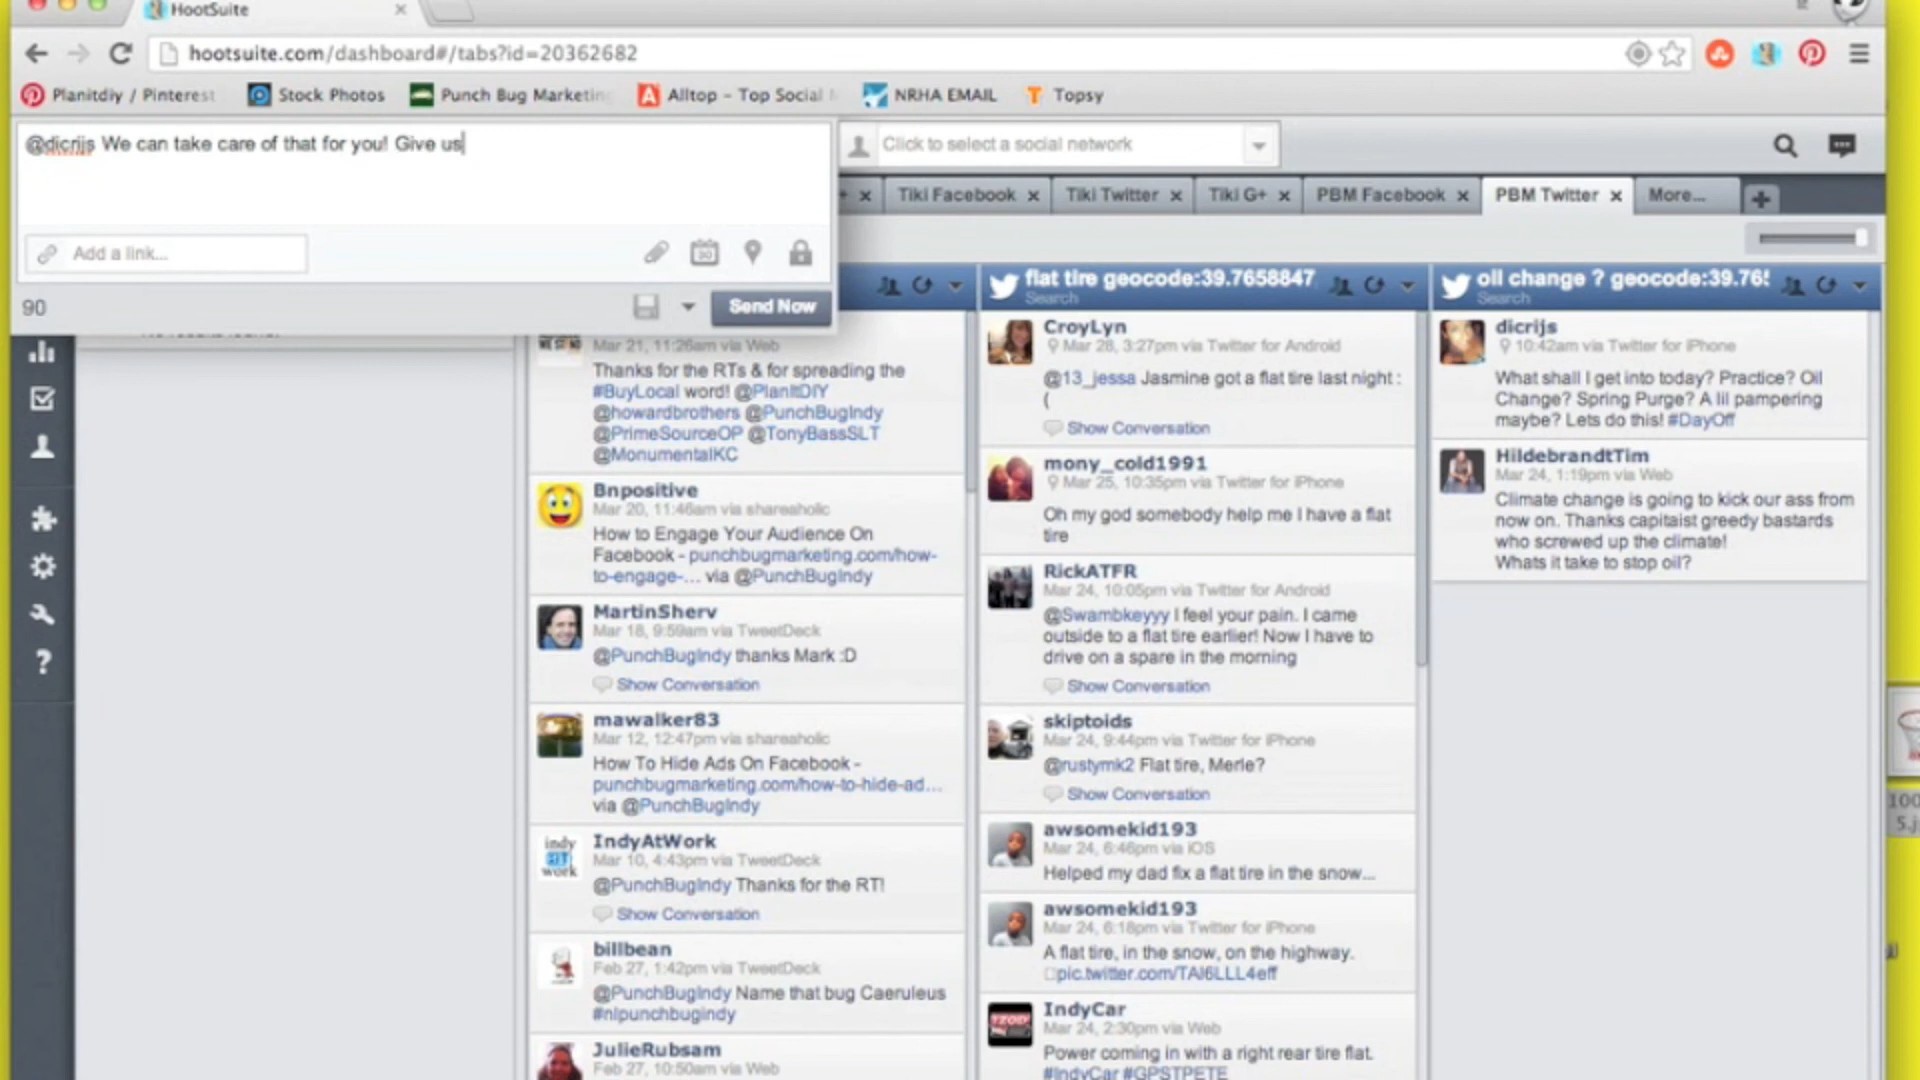 HootSuite
hootsuite.com/dashboard#/tabs?id=20362682
Planitdiy / Pinterest
Stock Photos
Punch Bug Marketing
Alltop - Top Social
NRHA EMAIL
Topsy
@dicrijs We can take care of that for you! Give us
Add a link...
90
Send Now
Click to select a social network
Tiki Facebook
Tiki Twitter
Tiki G+
PBM Facebook
PBM Twitter
More...
Mar 21, 11:26am via Web
Thanks for the RTs & for spreading the
#BuyLocal word! @PlanItDIY
@howardbrothers @PunchBugIndy
@PrimeSourceOP @TonyBassSLT
@MonumentalKC
Bnpositive
Mar 20, 11:46am via shareaholic
How to Engage Your Audience On
Facebook - punchbugmarketing.com/how-
to-engage-... via @PunchBugIndy
MartinSherv
Mar 18, 9:59am via TweetDeck
@PunchBugIndy thanks Mark :D
Show Conversation
mawalker83
Mar 12, 12:47pm via shareaholic
How To Hide Ads On Facebook -
punchbugmarketing.com/how-to-hide-ad...
via @PunchBugIndy
indy
work
IndyAtWork
Mar 10, 4:43pm via TweetDeck
@PunchBugIndy Thanks for the RT!
Show Conversation
billbean
Feb 27, 1:42pm via TweetDeck
@PunchBugIndy Name that bug Caeruleus
#nlpunchbugindy
JulieRubsam
Feb 27, 10:50am via Web
flat tire geocode:39.7658847
Search
CroyLyn
Mar 28, 3:27pm via Twitter for Android
@13_jessa Jasmine got a flat tire last night :
(
Show Conversation
mony_cold1991
Mar 25, 10:35pm via Twitter for iPhone
Oh my god somebody help me I have a flat
tire
RickATFR
Mar 24, 10:05pm via Twitter for Android
@Swambkeyyy I feel your pain. I came
outside to a flat tire earlier! Now I have to
drive on a spare in the morning
Show Conversation
skiptoids
Mar 24, 9:44pm via Twitter for iPhone
@rustymk2 Flat tire, Merle?
Show Conversation
awsomekid193
Mar 24, 6:46pm via iOS
Helped my dad fix a flat tire in the snow...
awsomekid193
Mar 24, 6:18pm via Twitter for iPhone
A flat tire, in the snow, on the highway.
pic.twitter.com/TAl6LLL4eff
IndyCar
Mar 24, 2:30pm via Web
Power coming in with a right rear tire flat.
#IndyCar #GPSTPETE
oil change ? geocode:39.765
Search
dicrijs
10:42am via Twitter for iPhone
What shall I get into today? Practice? Oil
Change? Spring Purge? A lil pampering
maybe? Lets do this! #DayOff
HildebrandtTim
Mar 24, 1:19pm via Web
Climate change is going to kick our ass from
now on. Thanks capitaist greedy bastards
who screwed up the climate!
Whats it take to stop oil?
100
5.j